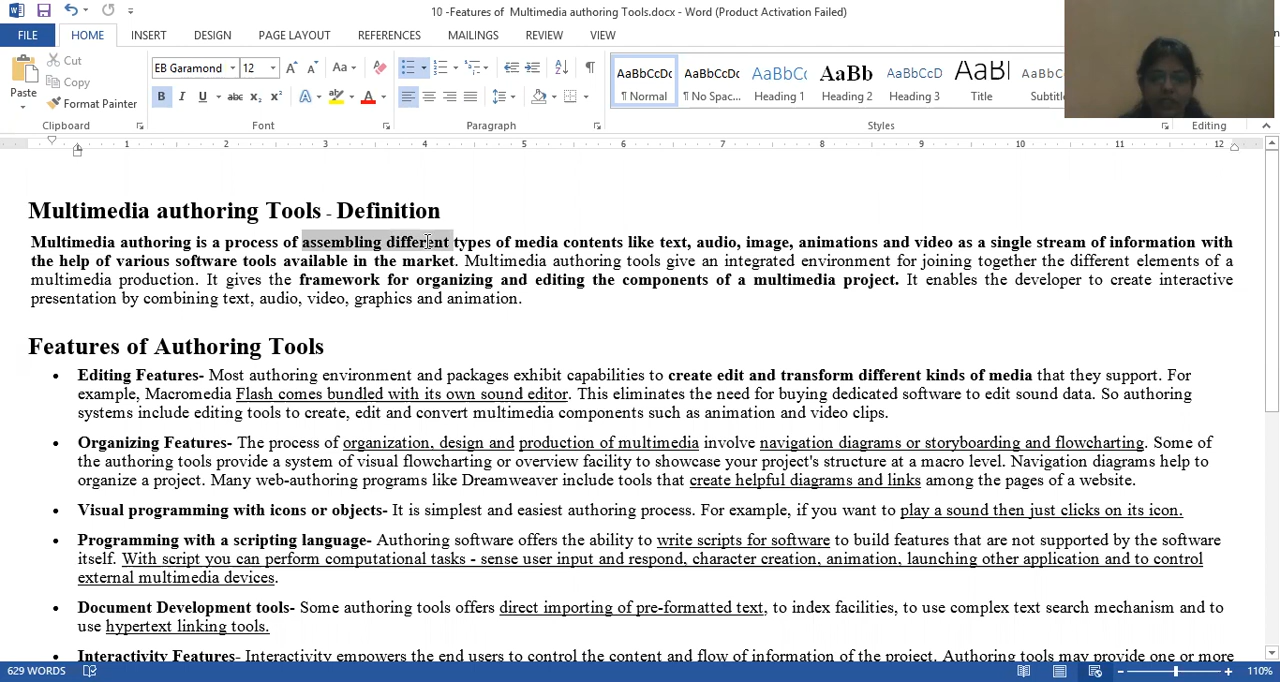 10 -Features of  Multimedia authoring Tools.docx - Word (Product Activation Failed)
FILE HOME INSERT DESIGN PAGE LAYOUT REFERENCES MAILINGS REVIEW VIEW
Paste Cut Copy Format Painter
EB Garamond 12
AaBbCcDc AaBbCcDc AaBbCc AaBb AaBbCcD AaB AaBbCcD
¶ Normal ¶ No Spac... Heading 1 Heading 2 Heading 3 Title Subtitle
Clipboard Font Paragraph Styles Editing
1 2 3 4 5 6 7 8 9 10 11 12
Multimedia authoring Tools - Definition
Multimedia authoring is a process of assembling different types of media contents like text, audio, image, animations and video as a single stream of information with
the help of various software tools available in the market. Multimedia authoring tools give an integrated environment for joining together the different elements of a
multimedia production. It gives the framework for organizing and editing the components of a multimedia project. It enables the developer to create interactive
presentation by combining text, audio, video, graphics and animation.
Features of Authoring Tools
• Editing Features- Most authoring environment and packages exhibit capabilities to create edit and transform different kinds of media that they support. For
example, Macromedia Flash comes bundled with its own sound editor. This eliminates the need for buying dedicated software to edit sound data. So authoring
systems include editing tools to create, edit and convert multimedia components such as animation and video clips.
• Organizing Features- The process of organization, design and production of multimedia involve navigation diagrams or storyboarding and flowcharting. Some of
the authoring tools provide a system of visual flowcharting or overview facility to showcase your project's structure at a macro level. Navigation diagrams help to
organize a project. Many web-authoring programs like Dreamweaver include tools that create helpful diagrams and links among the pages of a website.
• Visual programming with icons or objects- It is simplest and easiest authoring process. For example, if you want to play a sound then just clicks on its icon.
• Programming with a scripting language- Authoring software offers the ability to write scripts for software to build features that are not supported by the software
itself. With script you can perform computational tasks - sense user input and respond, character creation, animation, launching other application and to control
external multimedia devices.
• Document Development tools- Some authoring tools offers direct importing of pre-formatted text, to index facilities, to use complex text search mechanism and to
use hypertext linking tools.
• Interactivity Features- Interactivity empowers the end users to control the content and flow of information of the project. Authoring tools may provide one or more
629 WORDS 110%